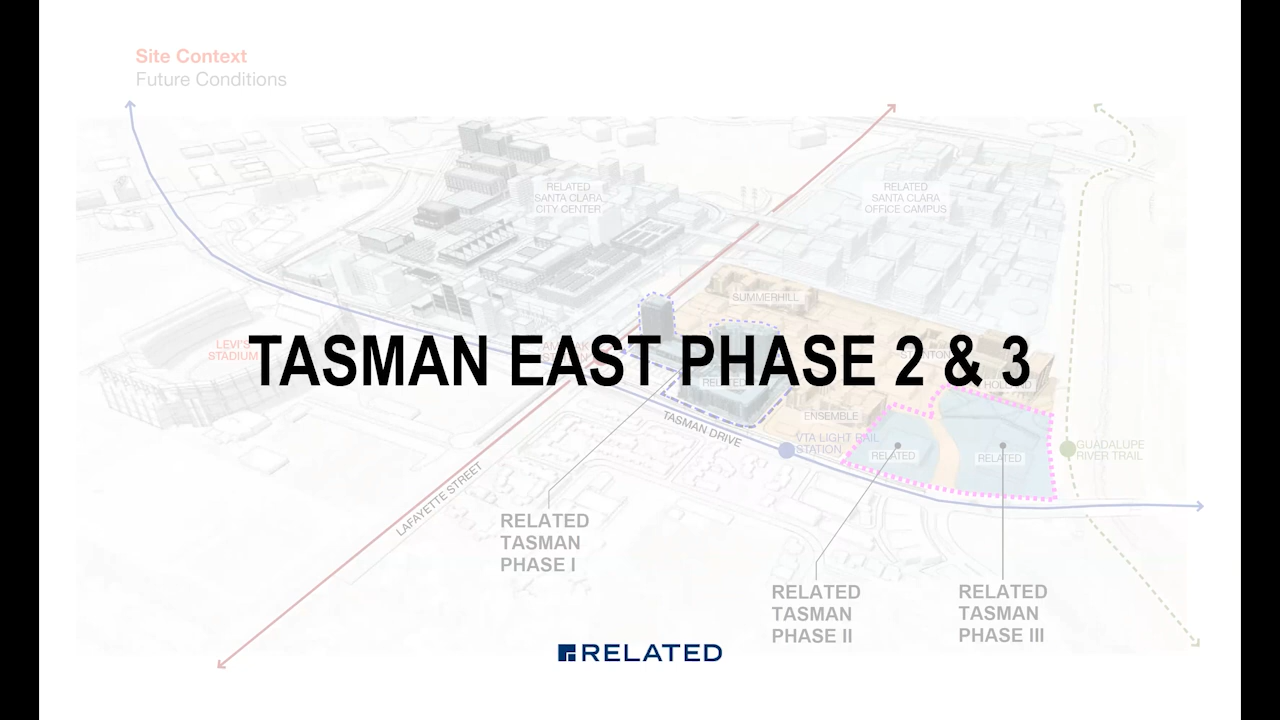 Site Context
Future Conditions
RELATED
SANTA CLARA
CITY CENTER
RELATED
SANTA CLARA
OFFICE CAMPUS
SUMMERHILL
LEVI'S
STADIUM
TASMAN EAST PHASE 2 & 3
ENSEMBLE
TASMAN DRIVE
VTA LIGHT RAIL
STATION
RELATED
RELATED
GUADALUPE
RIVER TRAIL
LAFAYETTE STREET
RELATED
TASMAN
PHASE I
RELATED
TASMAN
PHASE II
RELATED
TASMAN
PHASE III
RELATED